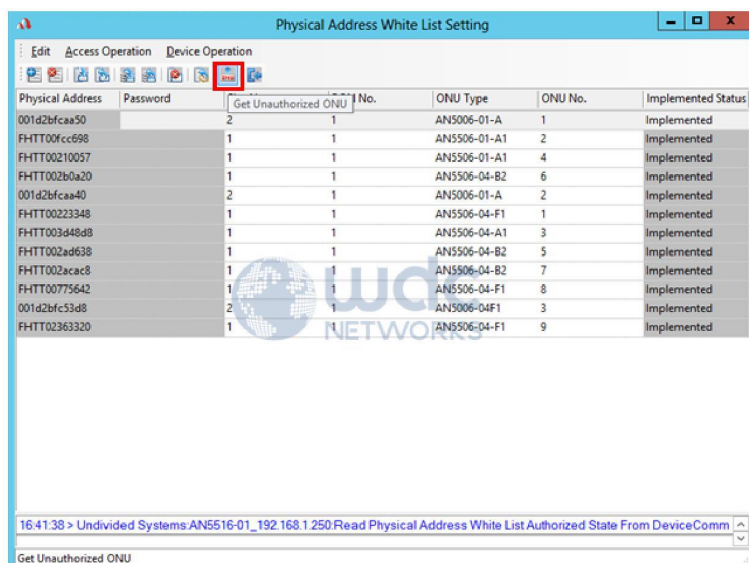 Physical Address White List Setting
Edit Access Operation Device Operation
Physical Address Password No. ONU Type ONU No. Implemented Status
Get Unauthorized ONU
001d2bfcaa50 2 1 AN5006-01-A 1 Implemented
FHTT00fcc698 1 1 AN5506-01-A1 2 Implemented
FHTT00210057 1 1 AN5506-01-A1 4 Implemented
FHTT002b0a20 1 1 AN5506-04-B2 6 Implemented
001d2bfcaa40 2 1 AN5006-01-A 2 Implemented
FHTT00223348 1 1 AN5506-04-F1 1 Implemented
FHTT003d48d8 1 1 AN5506-04-A1 3 Implemented
FHTT002ad638 1 1 AN5506-04-B2 5 Implemented
FHTT002acac8 1 1 AN5506-04-B2 7 Implemented
FHTT00775642 1 1 AN5506-04-F1 8 Implemented
001d2bfc53d8 2 1 AN5006-04F1 3 Implemented
FHTT02363320 1 1 AN5506-04-F1 9 Implemented
wdc
NETWORKS
16:41:38 > Undivided Systems:AN5516-01_192.168.1.250:Read Physical Address White List Authorized State From DeviceComm
Get Unauthorized ONU